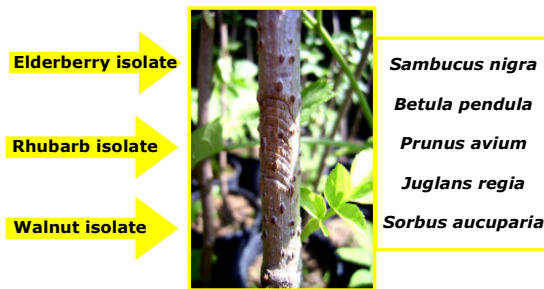 Elderberry isolate
Rhubarb isolate
Walnut isolate
Sambucus nigra
Betula pendula
Prunus avium
Juglans regia
Sorbus aucuparia